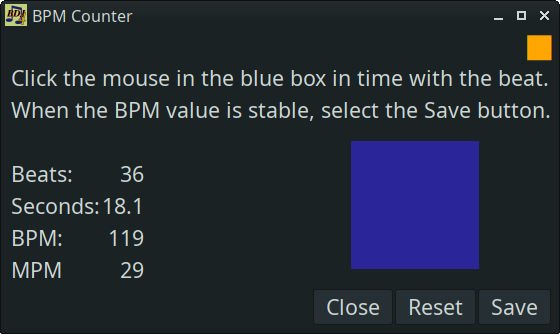 BPM Counter
Click the mouse in the blue box in time with the beat.
When the BPM value is stable, select the Save button.
Beats: 36
Seconds: 18.1
BPM: 119
MPM 29
Close Reset Save